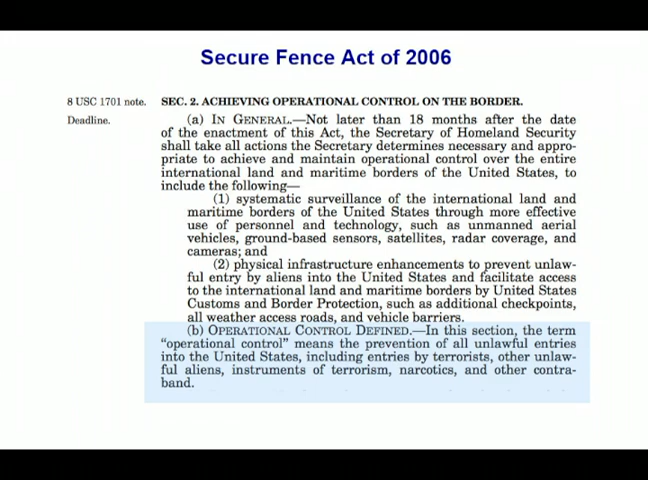 Secure Fence Act of 2006
8 USC 1701 note.
Deadline.
SEC. 2. ACHIEVING OPERATIONAL CONTROL ON THE BORDER.
(a) IN GENERAL.—Not later than 18 months after the date
of the enactment of this Act, the Secretary of Homeland Security
shall take all actions the Secretary determines necessary and appro-
priate to achieve and maintain operational control over the entire
international land and maritime borders of the United States, to
include the following—
(1) systematic surveillance of the international land and
maritime borders of the United States through more effective
use of personnel and technology, such as unmanned aerial
vehicles, ground-based sensors, satellites, radar coverage, and
cameras; and
(2) physical infrastructure enhancements to prevent unlaw-
ful entry by aliens into the United States and facilitate access
to the international land and maritime borders by United States
Customs and Border Protection, such as additional checkpoints,
all weather access roads, and vehicle barriers.
(b) OPERATIONAL CONTROL DEFINED.—In this section, the term
“operational control” means the prevention of all unlawful entries
into the United States, including entries by terrorists, other unlaw-
ful aliens, instruments of terrorism, narcotics, and other contra-
band.